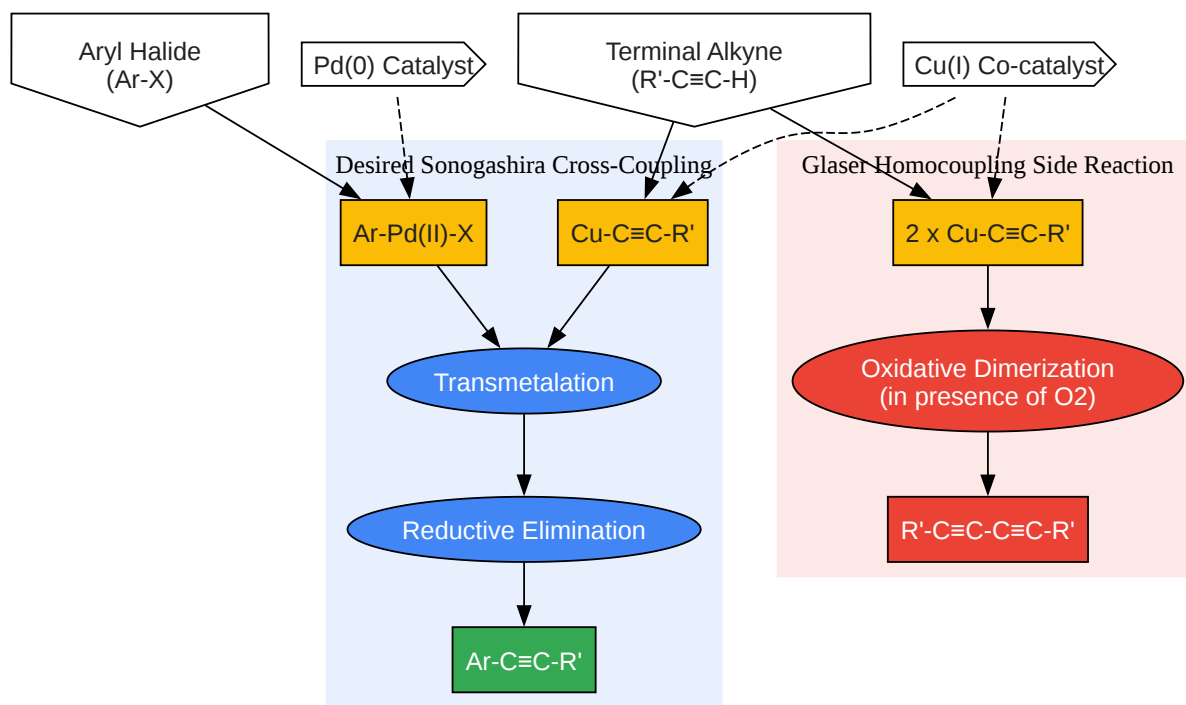 Aryl Halide
(Ar-X)
Pd(0) Catalyst
Terminal Alkyne
(R'-C≡C-H)
Cu(I) Co-catalyst
Desired Sonogashira Cross-Coupling
Glaser Homocoupling Side Reaction
Ar-Pd(II)-X
Cu-C≡C-R'
2 x Cu-C≡C-R'
Transmetalation
Oxidative Dimerization
(in presence of O2)
Reductive Elimination
R'-C≡C-C≡C-R'
Ar-C≡C-R'